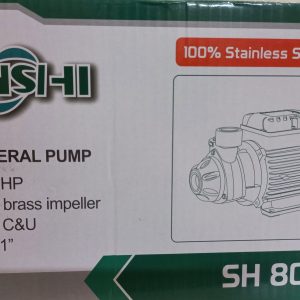 NSHI
100% Stainless S
ERAL PUMP
HP
brass impeller
C&U
1"
SH 80